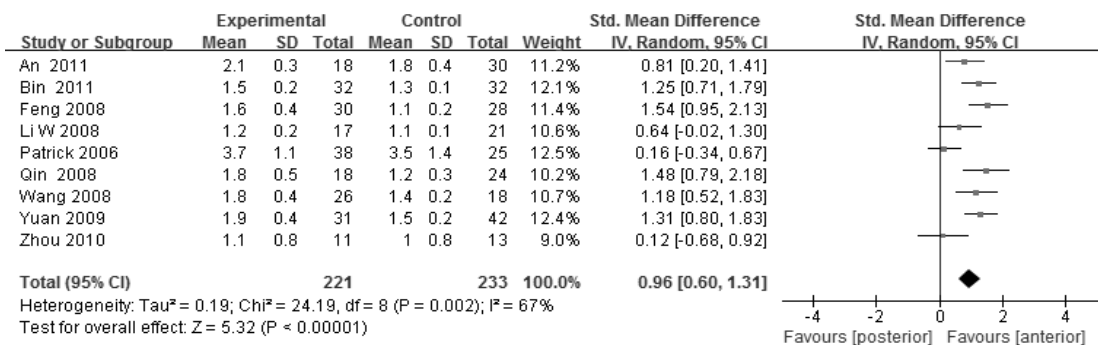 Experimental Control Std. Mean Difference Std. Mean Difference
Study or Subgroup Mean SD Total Mean SD Total Weight IV, Random, 95% CI IV, Random, 95% CI
An 2011 2.1 0.3 18 1.8 0.4 30 11.2% 0.81 [0.20, 1.41]
Bin 2011 1.5 0.2 32 1.3 0.1 32 12.1% 1.25 [0.71, 1.79]
Feng 2008 1.6 0.4 30 1.1 0.2 28 11.4% 1.54 [0.95, 2.13]
Li W 2008 1.2 0.2 17 1.1 0.1 21 10.6% 0.64 [-0.02, 1.30]
Patrick 2006 3.7 1.1 38 3.5 1.4 25 12.5% 0.16 [-0.34, 0.67]
Qin 2008 1.8 0.5 18 1.2 0.3 24 10.2% 1.48 [0.79, 2.18]
Wang 2008 1.8 0.4 26 1.4 0.2 18 10.6% 1.18 [0.52, 1.83]
Yuan 2009 1.9 0.4 31 1.5 0.2 42 12.4% 1.31 [0.80, 1.83]
Zhou 2010 1.1 0.8 11 1 0.8 13 9.0% 0.12 [-0.68, 0.92]
Total (95% CI) 221 233 100.0% 0.96 [0.60, 1.31]
Heterogeneity: Tau² = 0.19; Chi² = 24.19, df = 8 (P = 0.002); I² = 67%
Test for overall effect: Z = 5.32 (P < 0.00001)
-4 -2 0 2 4
Favours [posterior] Favours [anterior]